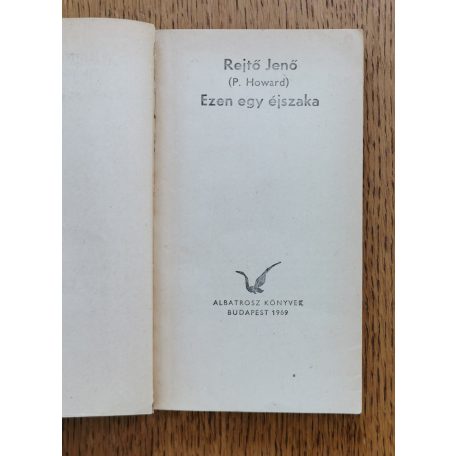 Rejtő Jenő
(P. Howard)
Ezen egy éjszaka
ALBATROSZ KÖNYVEK
BUDAPEST 1969